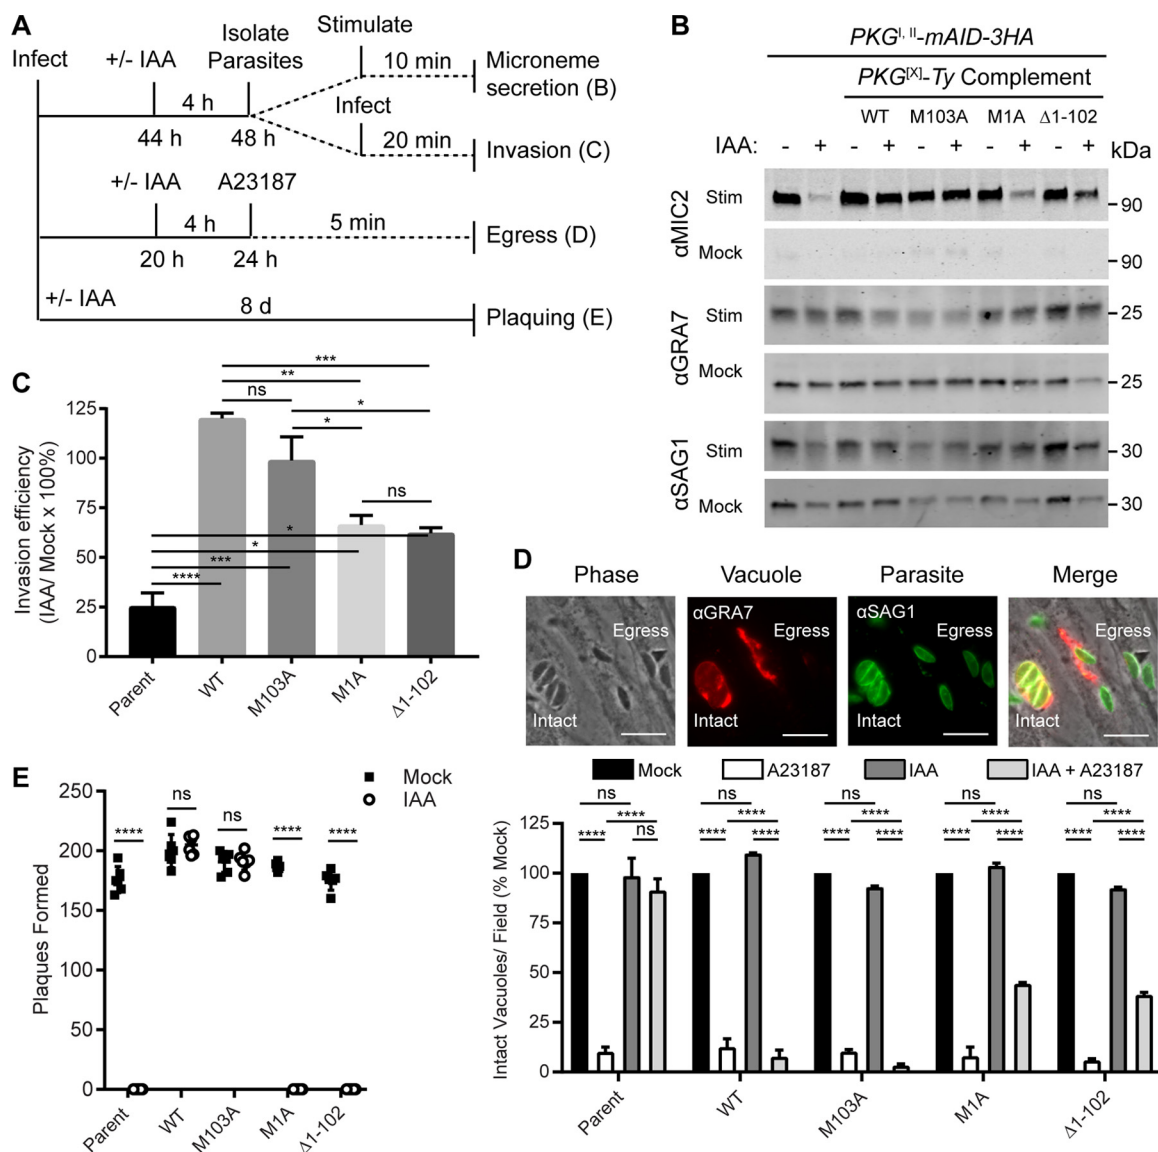 A
Infect
+/- IAA
Isolate
Parasites
Stimulate
10 min
Microneme
secretion (B)
4 h
44 h
48 h
Infect
20 min
Invasion (C)
+/- IAA
A23187
4 h
5 min
Egress (D)
20 h
24 h
+/- IAA
8 d
Plaquing (E)
B
PKG^I, II-mAID-3HA
PKG^[X]-Ty Complement
WT M103A M1A Δ1-102
IAA: - + - + - + - + - + kDa
αMIC2
Stim
90
Mock
90
αGRA7
Stim
25
Mock
25
αSAG1
Stim
30
Mock
30
C
Invasion efficiency
(IAA/ Mock x 100%)
125
100
75
50
25
0
***
**
ns
*
*
ns
*
*
***
****
Parent WT M103A M1A Δ1-102
D
Phase Vacuole Parasite Merge
Egress
Intact
αGRA7
Egress
Intact
αSAG1
Egress
Intact
Egress
Intact
Mock A23187 IAA IAA + A23187
Intact Vacuoles/ Field (% Mock)
125
100
75
50
25
0
ns ns ns ns ns
**** **** **** **** ****
**** ns **** **** **** **** **** **** **** ****
Parent WT M103A M1A Δ1-102
E
Mock
IAA
Plaques Formed
250
200
150
100
50
0
**** ns ns **** ****
Parent WT M103A M1A Δ1-102